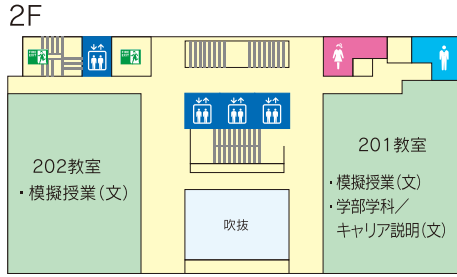 2F
202教室
・模擬授業(文)
吹抜
201教室
・模擬授業(文)
・学部学科/
キャリア説明(文)